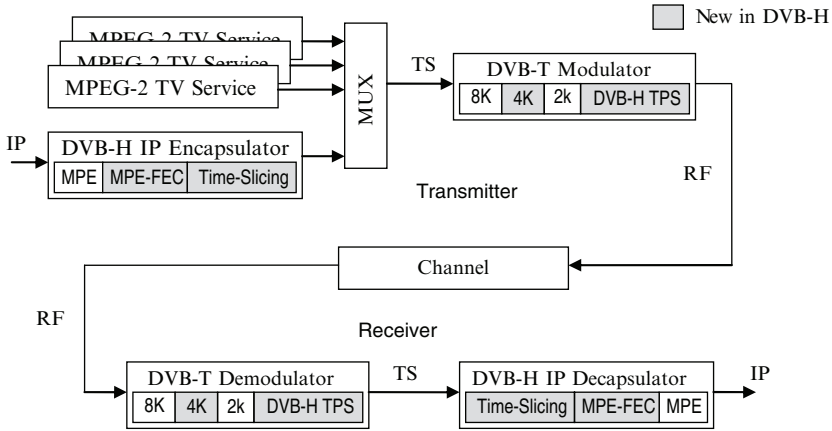 New in DVB-H
MPEG-2 TV Service
MPEG-2 TV Service
MPEG-2 TV Service
MUX
TS
DVB-T Modulator
8K 4K 2k DVB-H TPS
IP
DVB-H IP Encapsulator
MPE MPE-FEC Time-Slicing
Transmitter
RF
Channel
RF
Receiver
DVB-T Demodulator
8K 4K 2k DVB-H TPS
TS
DVB-H IP Decapsulator
Time-Slicing MPE-FEC MPE
IP